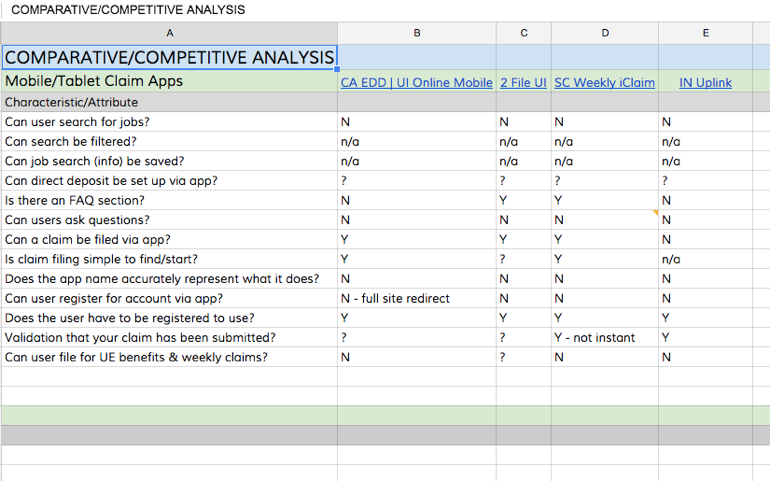 COMPARATIVE/COMPETITIVE ANALYSIS
A B C D E
COMPARATIVE/COMPETITIVE ANALYSIS
Mobile/Tablet Claim Apps CA EDD | UI Online Mobile 2 File UI SC Weekly iClaim IN Uplink
Characteristic/Attribute
Can user search for jobs? N N N N
Can search be filtered? n/a n/a n/a n/a
Can job search (info) be saved? n/a n/a n/a n/a
Can direct deposit be set up via app? ? ? ? ?
Is there an FAQ section? N Y Y N
Can users ask questions? N N N N
Can a claim be filed via app? Y Y Y N
Is claim filing simple to find/start? Y ? Y n/a
Does the app name accurately represent what it does? N N N N
Can user register for account via app? N - full site redirect N N N
Does the user have to be registered to use? Y Y Y Y
Validation that your claim has been submitted? ? ? Y - not instant Y
Can user file for UE benefits & weekly claims? N ? N N